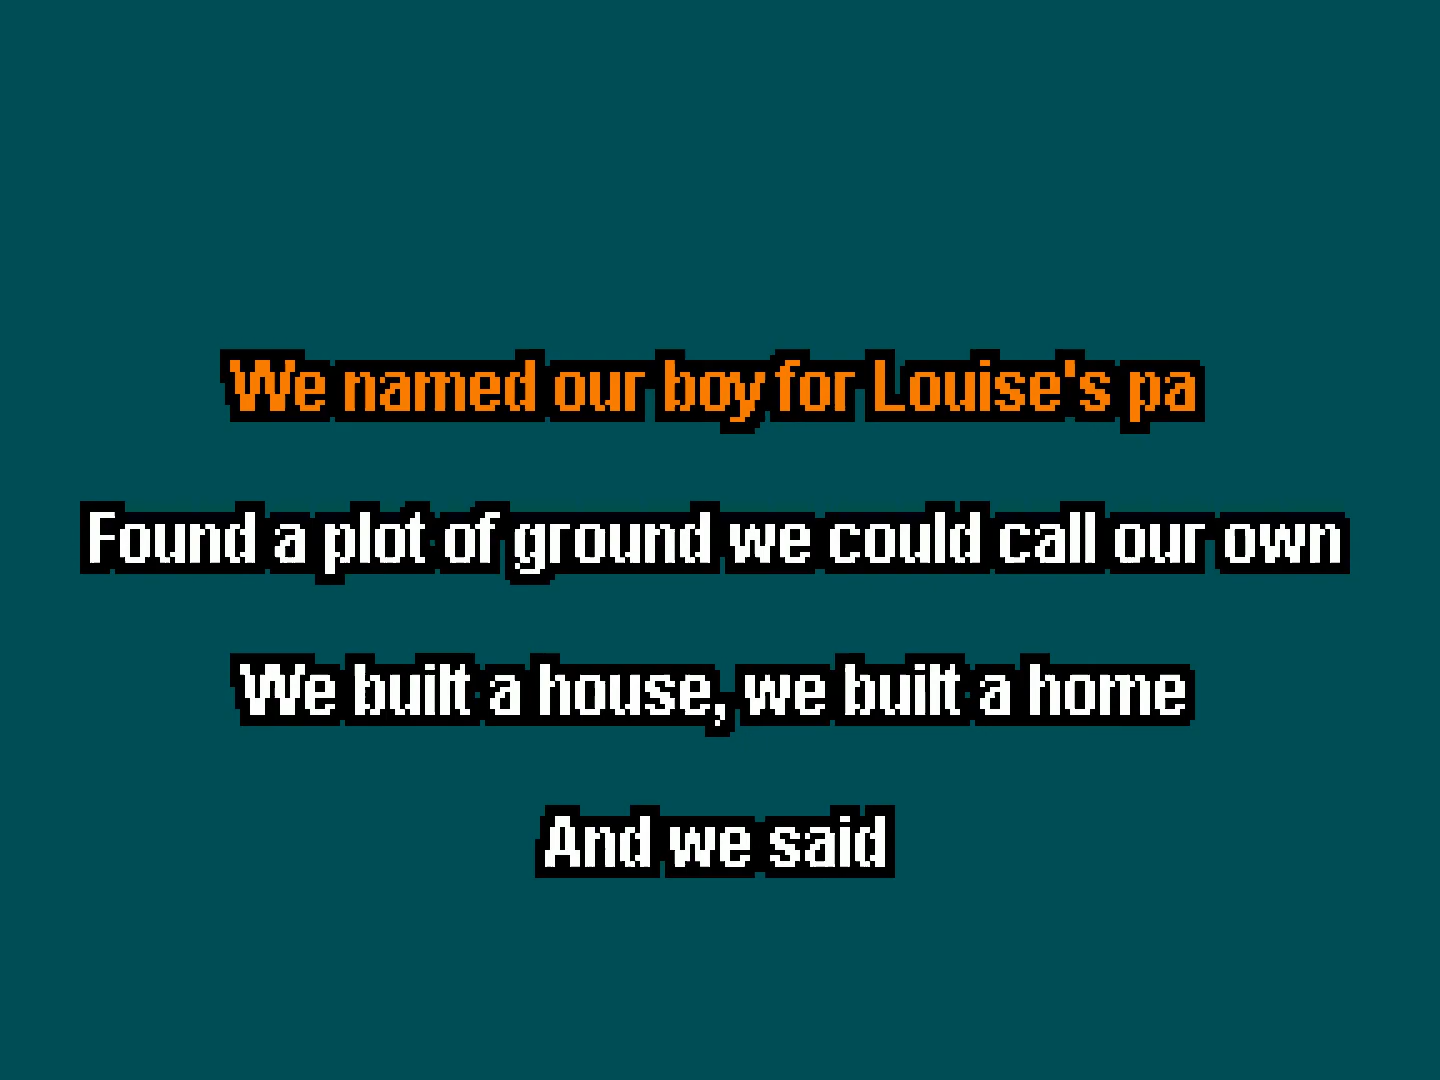 We named our boy for Louise's pa
Found a plot of ground we could call our own
We built a house, we built a home
And we said